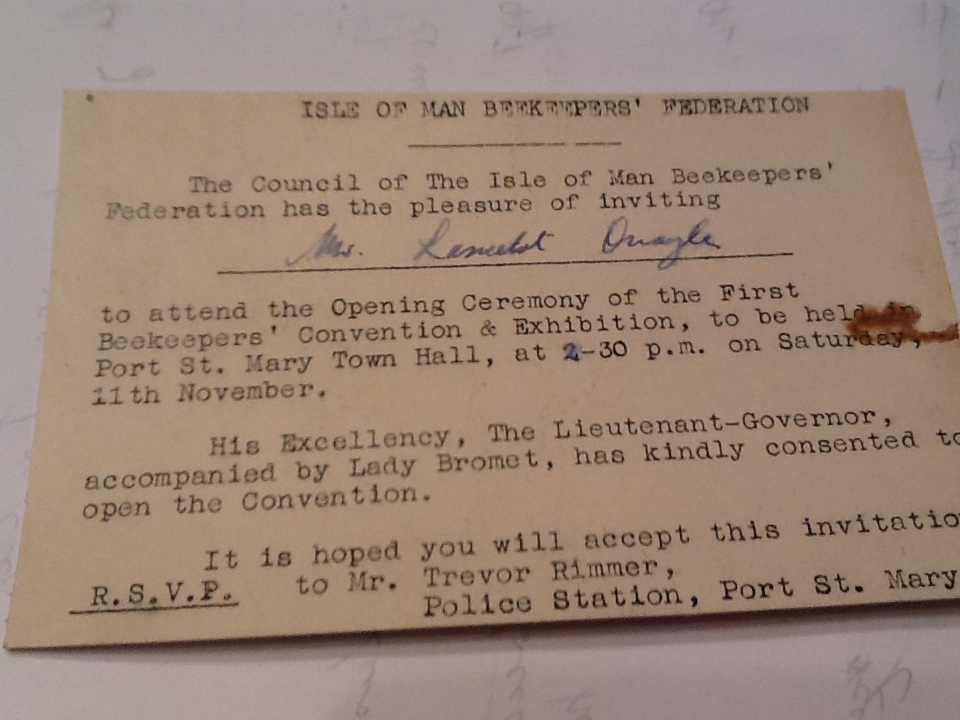 ISLE OF MAN BEEKEEPERS' FEDERATION
The Council of The Isle of Man Beekeepers'
Federation has the pleasure of inviting
Mr. Lancelot Quayle
to attend the Opening Ceremony of the First
Beekeepers' Convention & Exhibition, to be held in
Port St. Mary Town Hall, at 2-30 p.m. on Saturday,
11th November.
His Excellency, The Lieutenant-Governor,
accompanied by Lady Bromet, has kindly consented to
open the Convention.
It is hoped you will accept this invitatio
R.S.V.P. to Mr. Trevor Rimmer,
Police Station, Port St. Mary